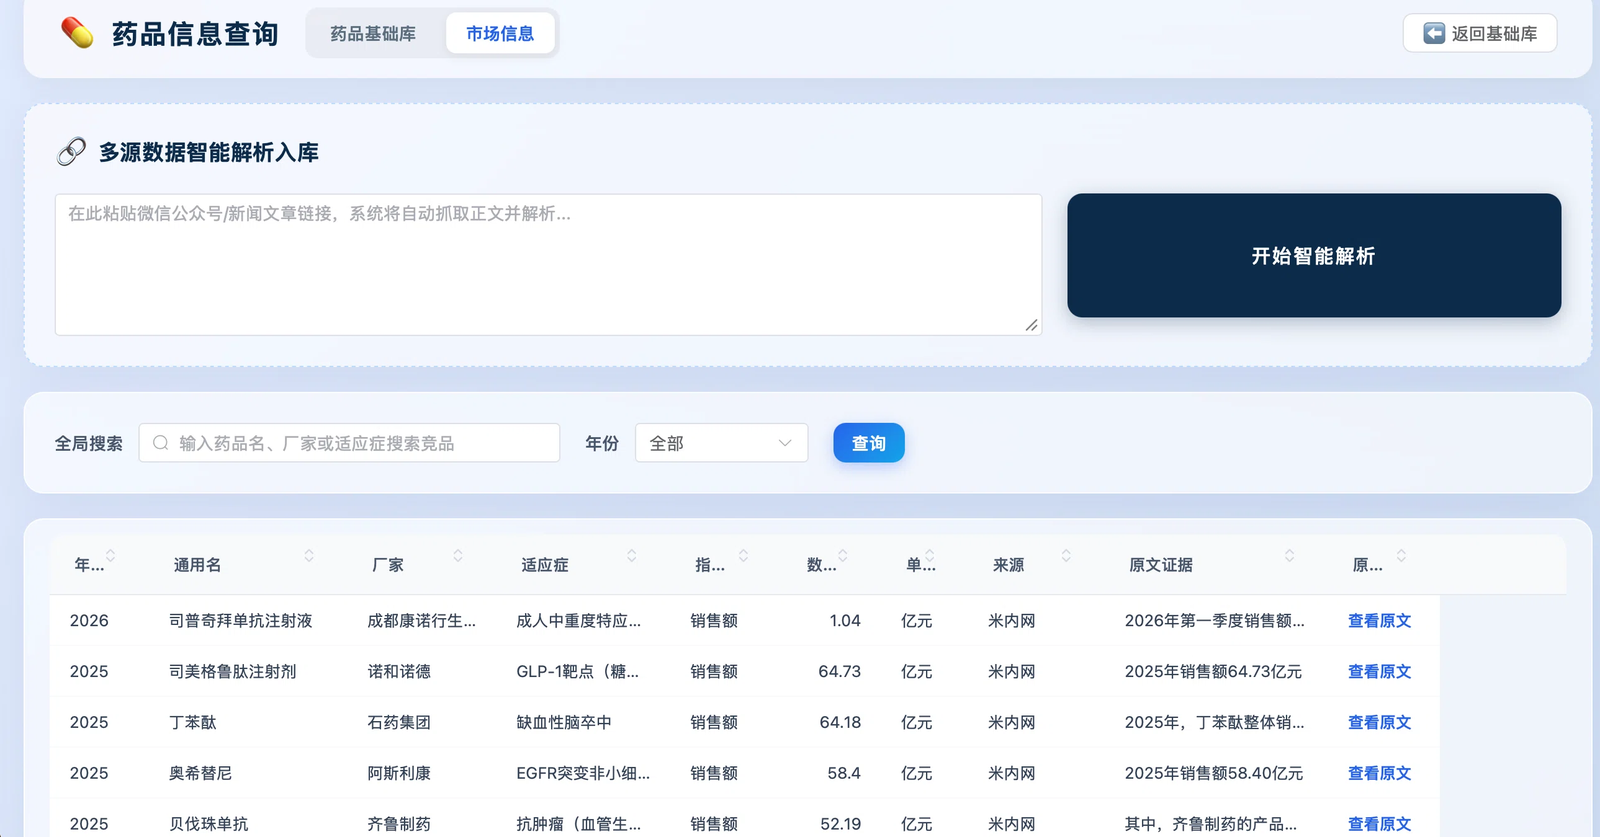 药品信息查询
药品基础库
市场信息
返回基础库
多源数据智能解析入库
在此粘贴微信公众号/新闻文章链接，系统将自动抓取正文并解析...
开始智能解析
全局搜索 输入药品名、厂家或适应症搜索竞品 年份 全部 查询
年... 通用名 厂家 适应症 指... 数... 单... 来源 原文证据 原...
2026 司普奇拜单抗注射液 成都康诺行生... 成人中重度特应... 销售额 1.04 亿元 米内网 2026年第一季度销售额... 查看原文
2025 司美格鲁肽注射剂 诺和诺德 GLP-1靶点（糖... 销售额 64.73 亿元 米内网 2025年销售额64.73亿元 查看原文
2025 丁苯酞 石药集团 缺血性脑卒中 销售额 64.18 亿元 米内网 2025年，丁苯酞整体销... 查看原文
2025 奥希替尼 阿斯利康 EGFR突变非小细... 销售额 58.4 亿元 米内网 2025年销售额58.40亿元 查看原文
2025 贝伐珠单抗 齐鲁制药 抗肿瘤（血管生... 销售额 52.19 亿元 米内网 其中，齐鲁制药的产品... 查看原文